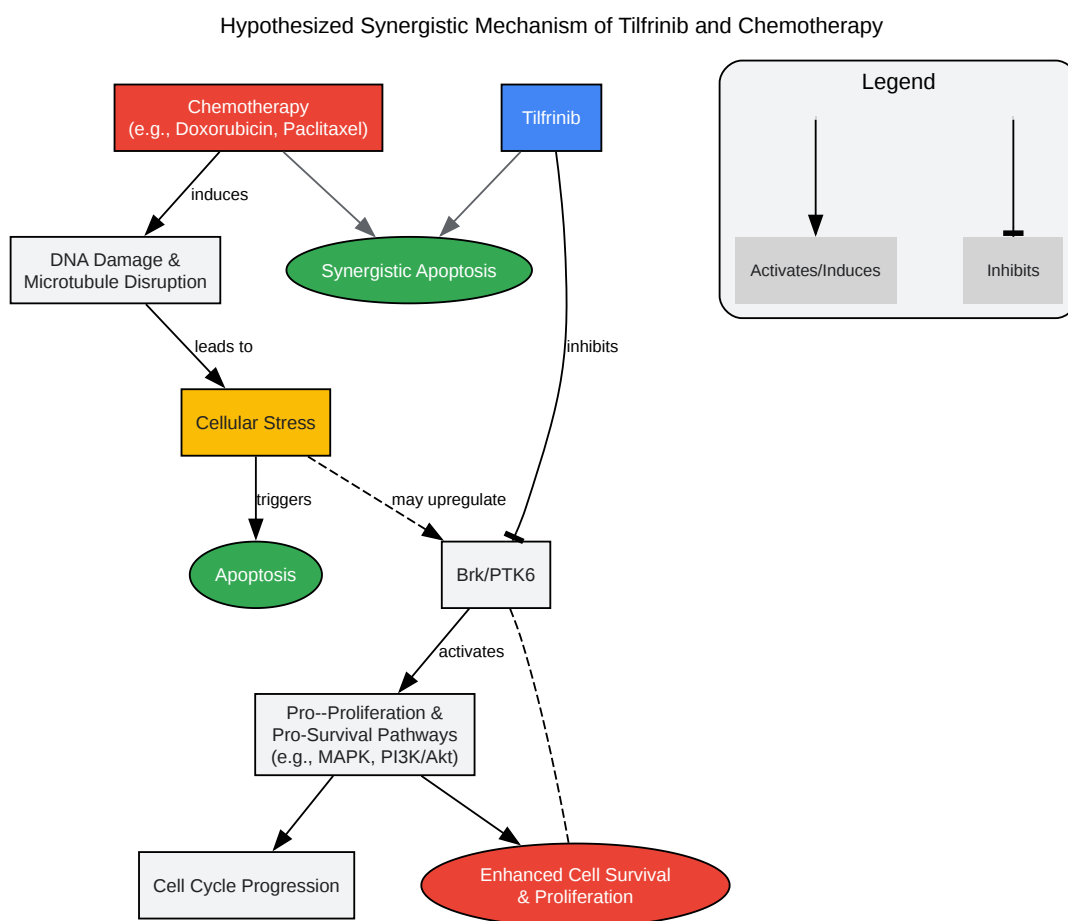 Hypothesized Synergistic Mechanism of Tilfrinib and Chemotherapy
Legend
Chemotherapy
(e.g., Doxorubicin, Paclitaxel)
Tilfrinib
induces
DNA Damage &
Microtubule Disruption
Synergistic Apoptosis
Activates/Induces
Inhibits
leads to
inhibits
Cellular Stress
triggers
may upregulate
Apoptosis
Brk/PTK6
activates
Pro--Proliferation &
Pro-Survival Pathways
(e.g., MAPK, PI3K/Akt)
Cell Cycle Progression
Enhanced Cell Survival
& Proliferation